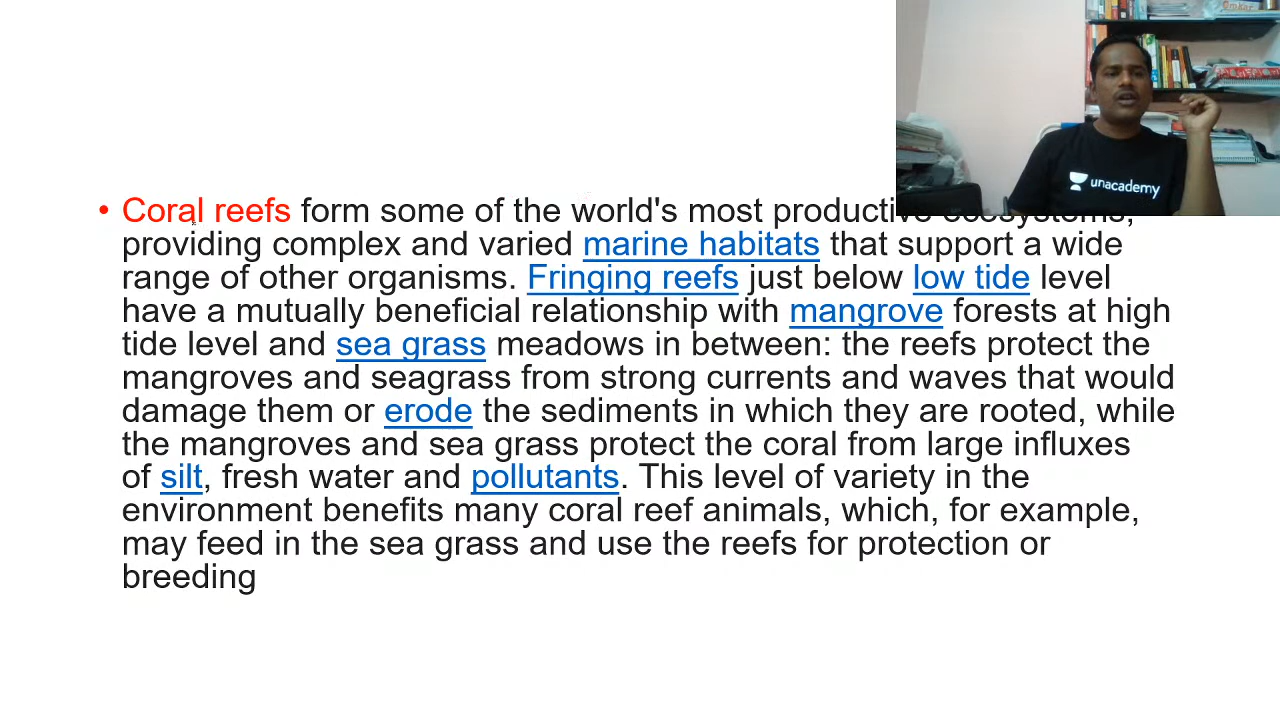 • Coral reefs form some of the world's most productive ecosystems,
providing complex and varied marine habitats that support a wide
range of other organisms. Fringing reefs just below low tide level
have a mutually beneficial relationship with mangrove forests at high
tide level and sea grass meadows in between: the reefs protect the
mangroves and seagrass from strong currents and waves that would
damage them or erode the sediments in which they are rooted, while
the mangroves and sea grass protect the coral from large influxes
of silt, fresh water and pollutants. This level of variety in the
environment benefits many coral reef animals, which, for example,
may feed in the sea grass and use the reefs for protection or
breeding
unacademy